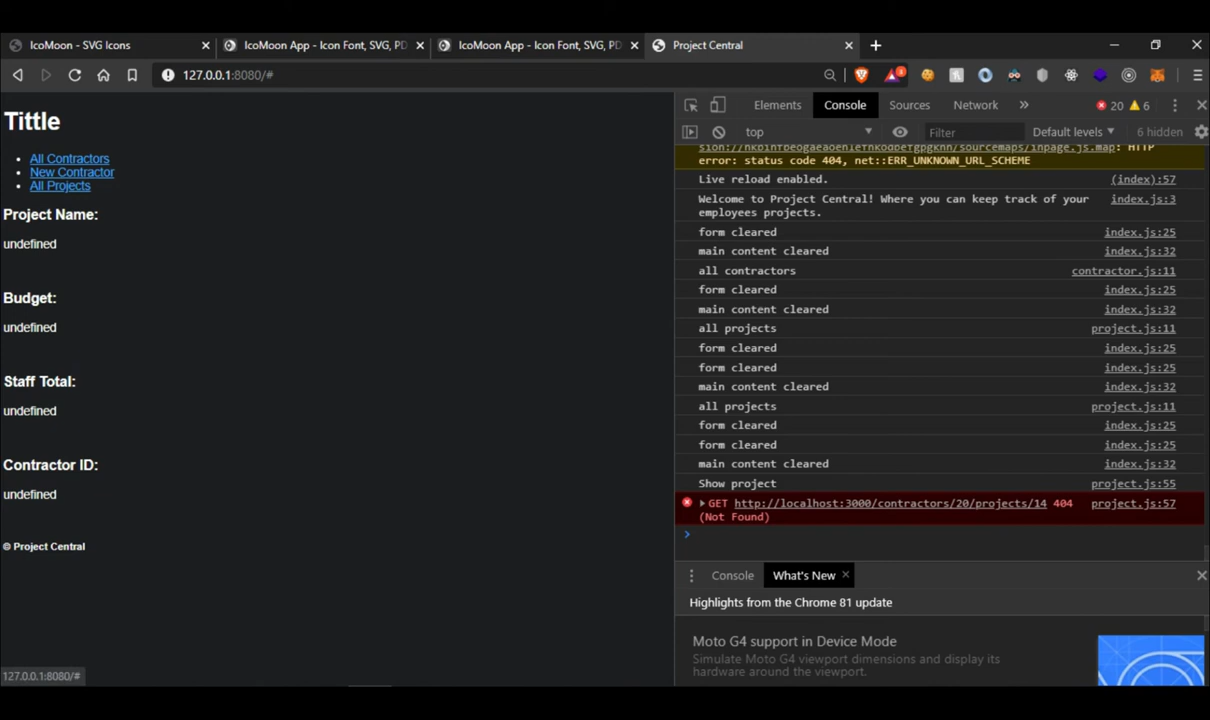 IcoMoon - SVG Icons
IcoMoon App - Icon Font, SVG, PD
IcoMoon App - Icon Font, SVG, PD
Project Central
127.0.0.1:8080/#
3
Tittle
All Contractors
New Contractor
All Projects
Project Name:
undefined
Budget:
undefined
Staff Total:
undefined
Contractor ID:
undefined
© Project Central
127.0.0.1:8080/#
Elements Console Sources Network » 20 6
top Filter Default levels 6 hidden
error: status code 404, net::ERR_UNKNOWN_URL_SCHEME
Live reload enabled. (index):57
Welcome to Project Central! Where you can keep track of your index.js:3
employees projects.
form cleared index.js:25
main content cleared index.js:32
all contractors contractor.js:11
form cleared index.js:25
main content cleared index.js:32
all projects project.js:11
form cleared index.js:25
form cleared index.js:25
main content cleared index.js:32
all projects project.js:11
form cleared index.js:25
form cleared index.js:25
main content cleared index.js:32
Show project project.js:55
GET http://localhost:3000/contractors/20/projects/14 404 project.js:57
(Not Found)
Console What's New
Highlights from the Chrome 81 update
Moto G4 support in Device Mode
Simulate Moto G4 viewport dimensions and display its
hardware around the viewport.